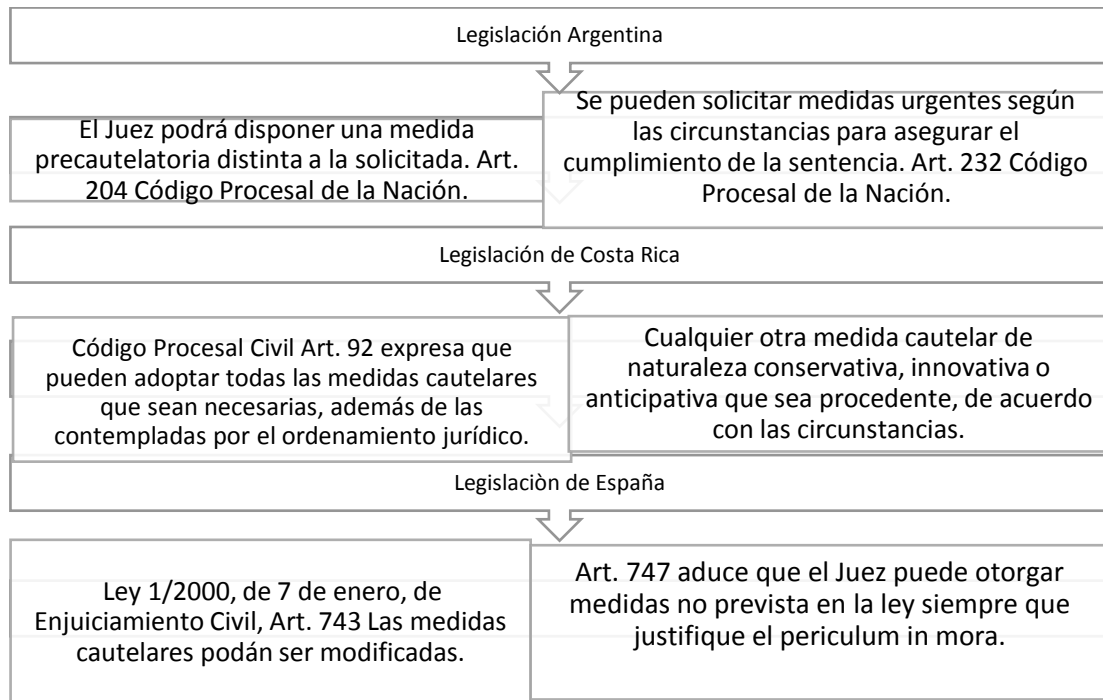 Legislación Argentina
El Juez podrá disponer una medida
precautelatoria distinta a la solicitada. Art.
204 Código Procesal de la Nación.
Se pueden solicitar medidas urgentes según
las circunstancias para asegurar el
cumplimiento de la sentencia. Art. 232 Código
Procesal de la Nación.
Legislación de Costa Rica
Código Procesal Civil Art. 92 expresa que
pueden adoptar todas las medidas cautelares
que sean necesarias, además de las
contempladas por el ordenamiento jurídico.
Cualquier otra medida cautelar de
naturaleza conservativa, innovativa o
anticipativa que sea procedente, de acuerdo
con las circunstancias.
Legislaciòn de España
Ley 1/2000, de 7 de enero, de
Enjuiciamiento Civil, Art. 743 Las medidas
cautelares podán ser modificadas.
Art. 747 aduce que el Juez puede otorgar
medidas no prevista en la ley siempre que
justifique el periculum in mora.